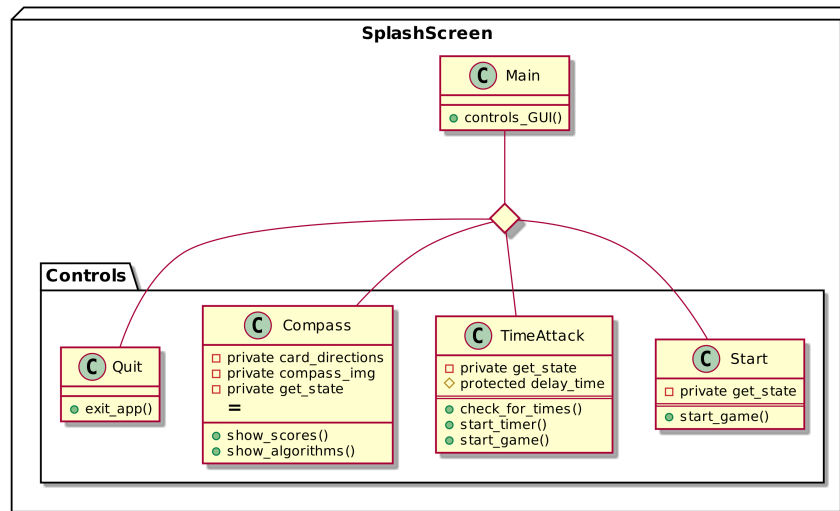 SplashScreen
C Main
controls_GUI()
Controls
C Quit
exit_app()
C Compass
private card_directions
private compass_img
private get_state
=
show_scores()
show_algorithms()
C TimeAttack
private get_state
protected delay_time
check_for_times()
start_timer()
start_game()
C Start
private get_state
start_game()